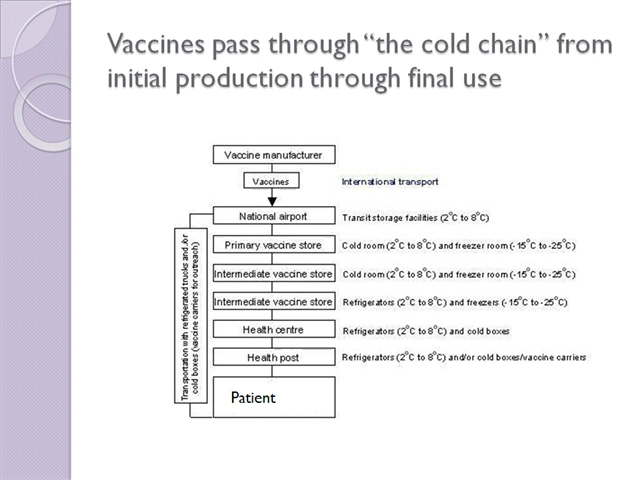 Vaccines pass through “the cold chain” from
initial production through final use
Vaccine manufacturer
Vaccines
International transport
National airport
Transit storage facilities (2°C to 8°C)
Primary vaccine store
Cold room (2°C to 8°C) and freezer room (-15°C to -25°C)
Intermediate vaccine store
Cold room (2°C to 8°C) and freezer room (-15°C to -25°C)
Intermediate vaccine store
Refrigerators (2°C to 8°C) and freezers (-15°C to -25°C)
Health centre
Refrigerators (2°C to 8°C) and cold boxes
Health post
Refrigerators (2°C to 8°C) and/or cold boxes/vaccine carriers
Patient
Transportation with refrigerated trucks and /or
cold boxes (vaccine carriers for outreach)